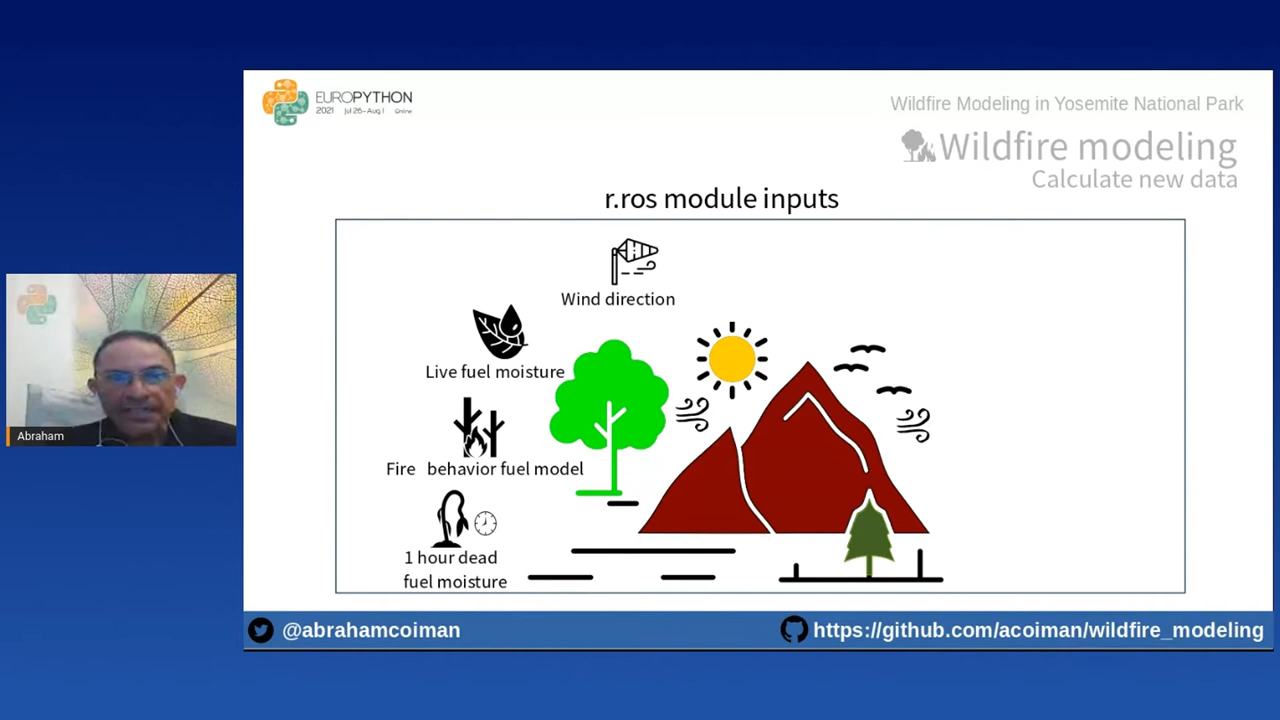 EUROPYTHON
2021 Jul 26-Aug 1 Online
Wildfire Modeling in Yosemite National Park
Wildfire modeling
Calculate new data
r.ros module inputs
Wind direction
Live fuel moisture
Fire behavior fuel model
1 hour dead
fuel moisture
Abraham
@abrahamcoiman
https://github.com/acoiman/wildfire_modeling